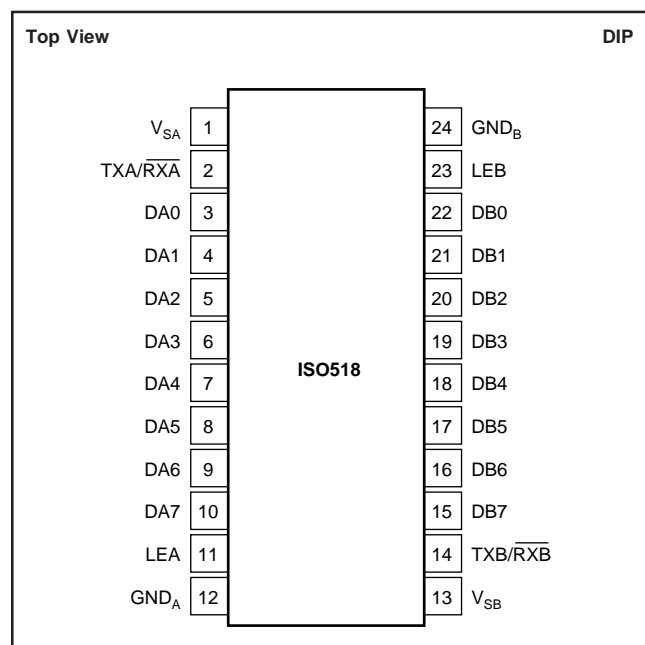 Top View DIP
V_SA 1 24 GND_B
TXA/R̅X̅A̅ 2 23 LEB
DA0 3 22 DB0
DA1 4 21 DB1
DA2 5 20 DB2
DA3 6 19 DB3
ISO518
DA4 7 18 DB4
DA5 8 17 DB5
DA6 9 16 DB6
DA7 10 15 DB7
LEA 11 14 TXB/R̅X̅B̅
GND_A 12 13 V_SB